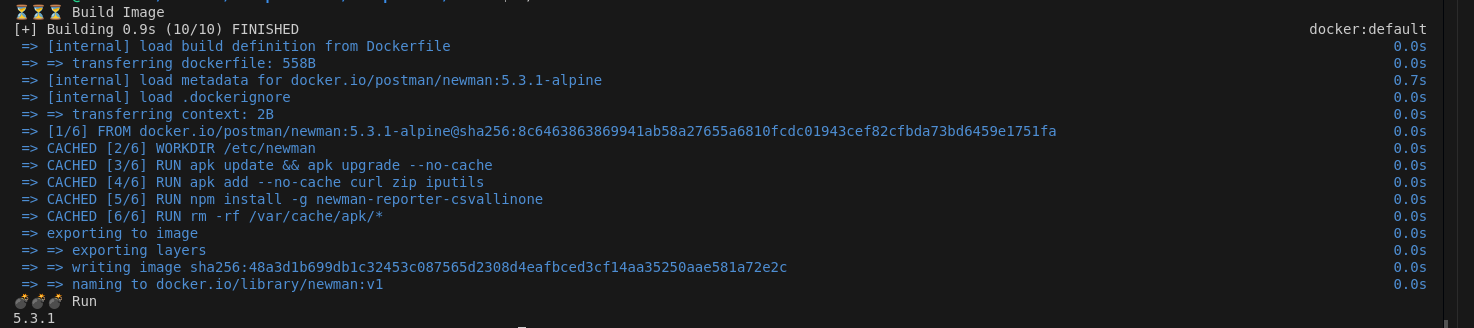 ⏳⏳⏳ Build Image
[+] Building 0.9s (10/10) FINISHED docker:default
=> [internal] load build definition from Dockerfile 0.0s
=> => transferring dockerfile: 558B 0.0s
=> [internal] load metadata for docker.io/postman/newman:5.3.1-alpine 0.7s
=> [internal] load .dockerignore 0.0s
=> => transferring context: 2B 0.0s
=> [1/6] FROM docker.io/postman/newman:5.3.1-alpine@sha256:8c6463863869941ab58a27655a6810fcdc01943cef82cfbda73bd6459e1751fa 0.0s
=> CACHED [2/6] WORKDIR /etc/newman 0.0s
=> CACHED [3/6] RUN apk update && apk upgrade --no-cache 0.0s
=> CACHED [4/6] RUN apk add --no-cache curl zip iputils 0.0s
=> CACHED [5/6] RUN npm install -g newman-reporter-csvallinone 0.0s
=> CACHED [6/6] RUN rm -rf /var/cache/apk/* 0.0s
=> exporting to image 0.0s
=> => exporting layers 0.0s
=> => writing image sha256:48a3d1b699db1c32453c087565d2308d4eafbced3cf14aa35250aae581a72e2c 0.0s
=> => naming to docker.io/library/newman:v1 0.0s
💣💣💣 Run
5.3.1